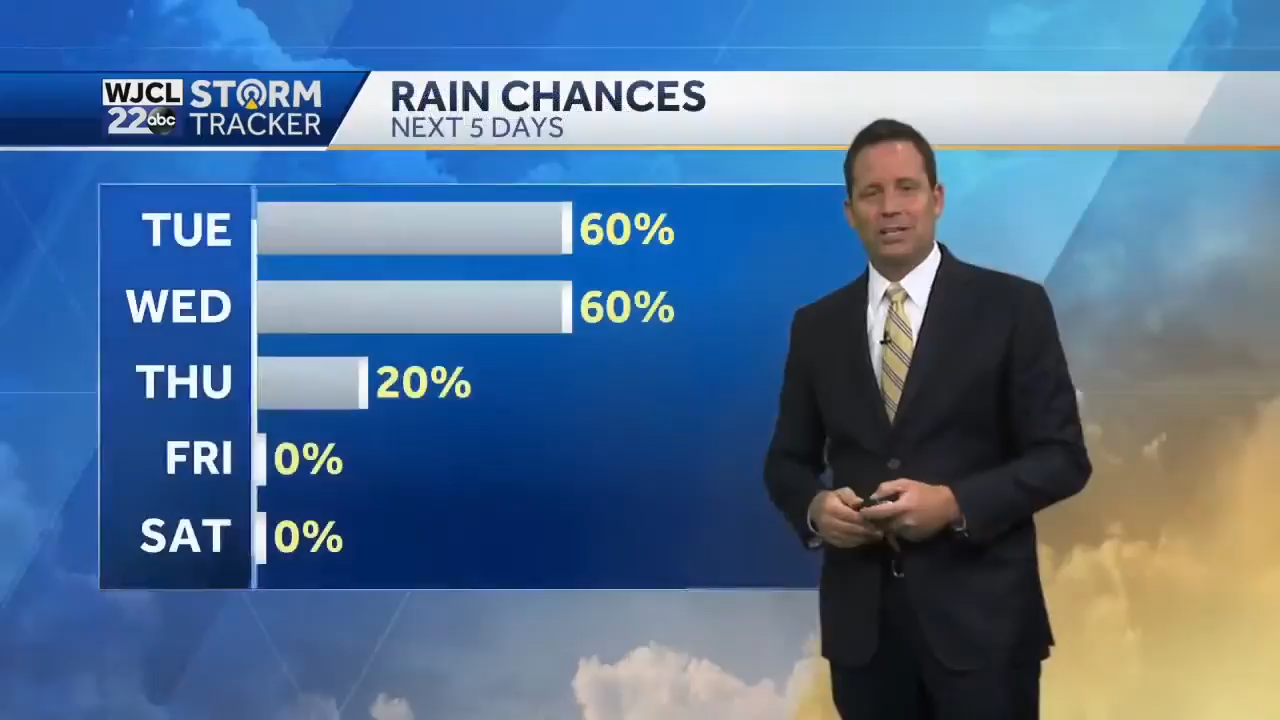 WJCL
22 abc
STORM
TRACKER
RAIN CHANCES
NEXT 5 DAYS
TUE 60%
WED 60%
THU 20%
FRI 0%
SAT 0%